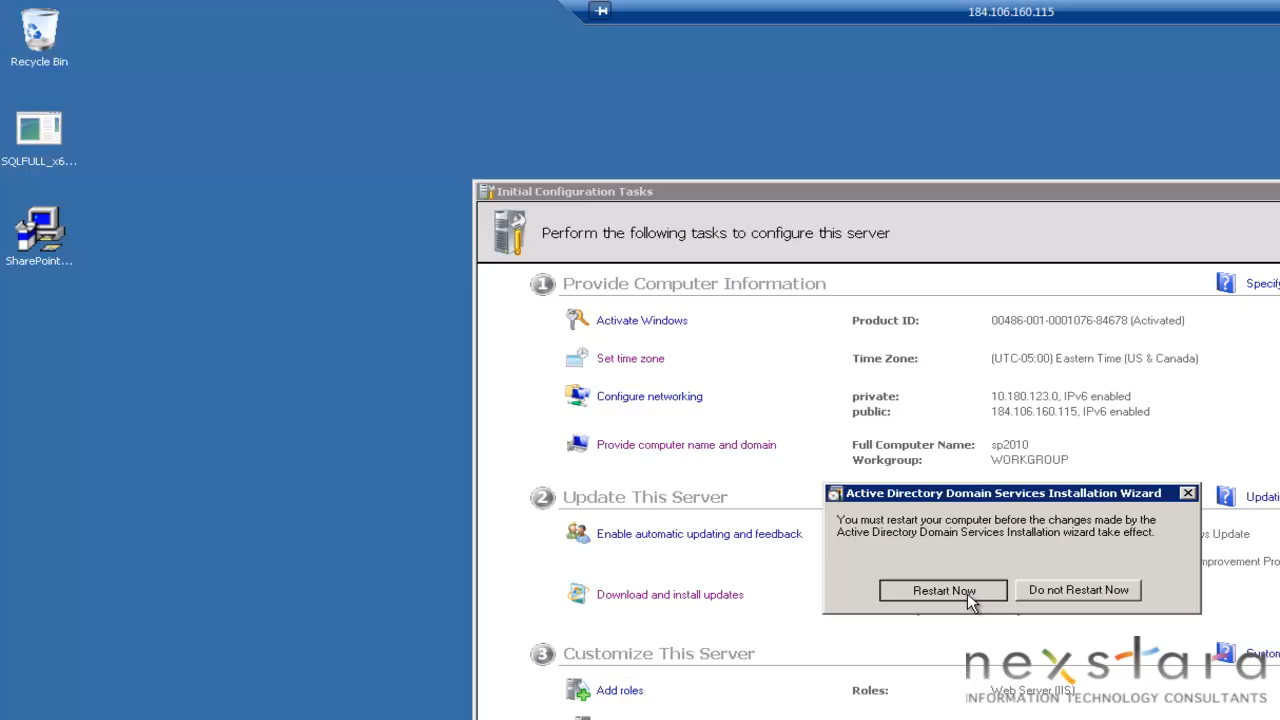 184.106.160.115
Recycle Bin
SQLFULL_x6...
SharePoint...
Initial Configuration Tasks
Perform the following tasks to configure this server
1 Provide Computer Information
Specify
Activate Windows
Product ID: 00486-001-0001076-84678 (Activated)
Set time zone
Time Zone: (UTC-05:00) Eastern Time (US & Canada)
Configure networking
private: 10.180.123.0, IPv6 enabled
public: 184.106.160.115, IPv6 enabled
Provide computer name and domain
Full Computer Name: sp2010
Workgroup: WORKGROUP
2 Update This Server
Updati
Enable automatic updating and feedback
vs Update
mprovement Pro
Download and install updates
Active Directory Domain Services Installation Wizard
You must restart your computer before the changes made by the
Active Directory Domain Services Installation wizard take effect.
Restart Now
Do not Restart Now
3 Customize This Server
Custom
Add roles
Roles: Web Server (IIS)
nexstara
INFORMATION TECHNOLOGY CONSULTANTS